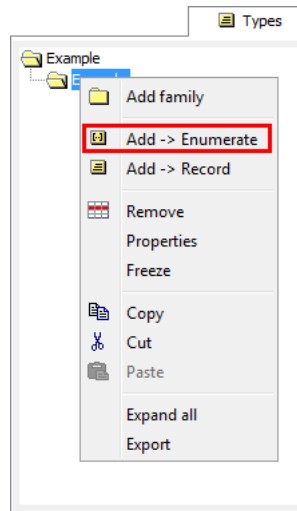 Types
Example
Add family
Add -> Enumerate
Add -> Record
Remove
Properties
Freeze
Copy
Cut
Paste
Expand all
Export